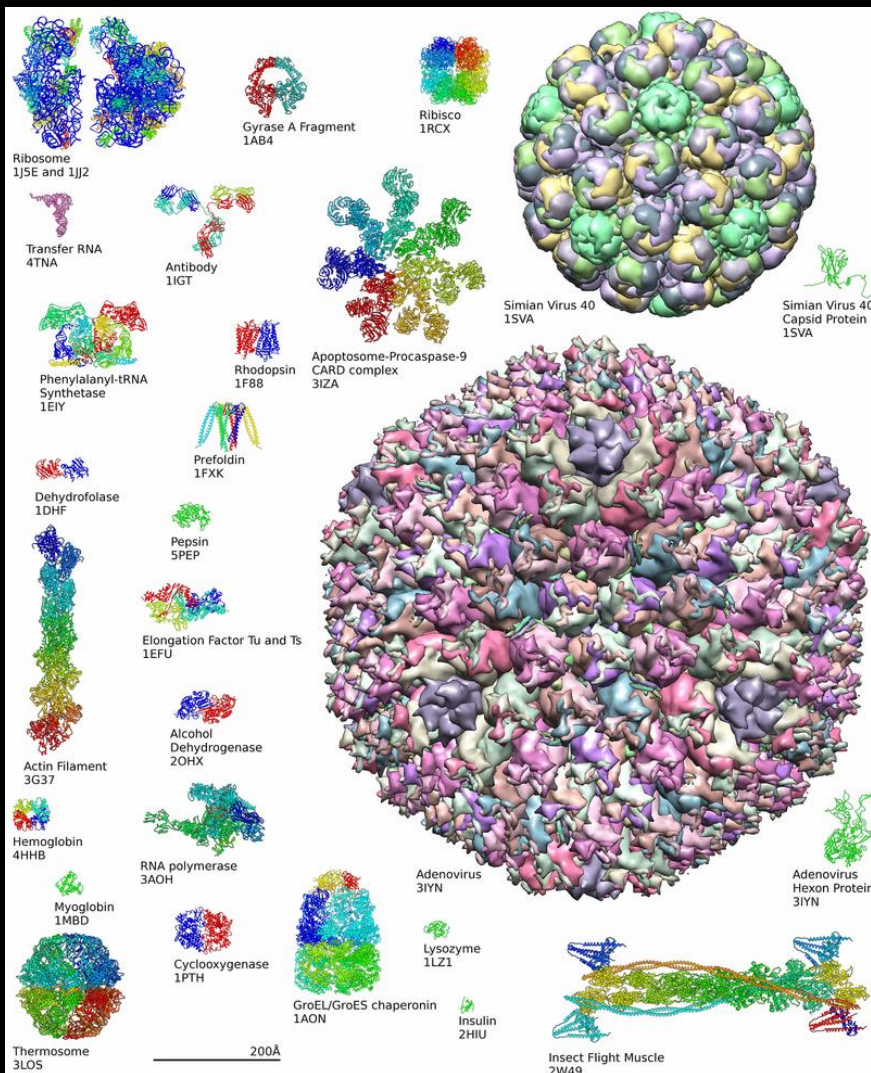 Ribosome
1J5E and 1JJ2
Gyrase A Fragment
1AB4
Ribisco
1RCX
Transfer RNA
4TNA
Antibody
1IGT
Apoptosome-Procaspase-9
CARD complex
3IZA
Simian Virus 40
1SVA
Simian Virus 40
Capsid Protein
1SVA
Phenylalanyl-tRNA
Synthetase
1EIY
Rhodopsin
1F88
Prefoldin
1FXK
Dehydrofolase
1DHF
Pepsin
5PEP
Elongation Factor Tu and Ts
1EFU
Alcohol
Dehydrogenase
2OHX
Actin Filament
3G37
Hemoglobin
4HHB
RNA polymerase
3AOH
Adenovirus
3IYN
Adenovirus
Hexon Protein
3IYN
Myoglobin
1MBD
Cyclooxygenase
1PTH
GroEL/GroES chaperonin
1AON
Lysozyme
1LZ1
Insulin
2HIU
Thermosome
3LOS
200Å
Insect Flight Muscle
2W49